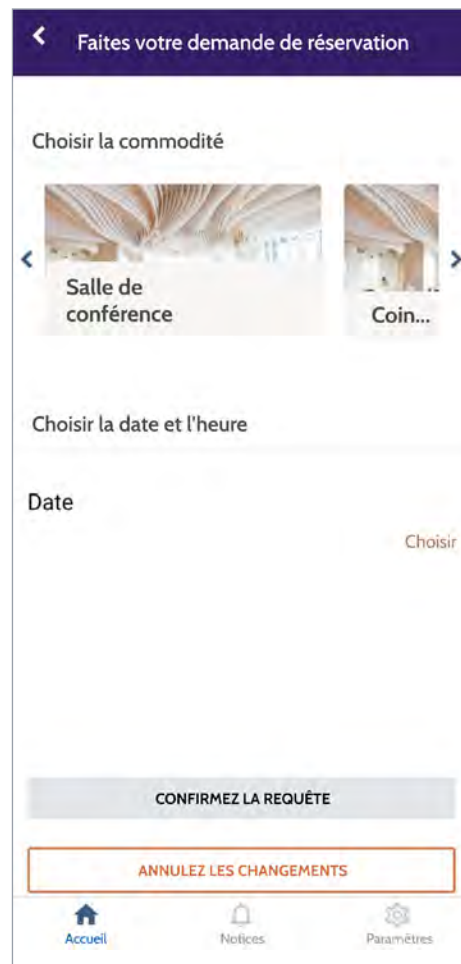 Faites votre demande de réservation
Choisir la commodité
Salle de
conférence
Coin...
Choisir la date et l'heure
Date
Choisir
CONFIRMEZ LA REQUÊTE
ANNULEZ LES CHANGEMENTS
Accueil Notices Paramètres